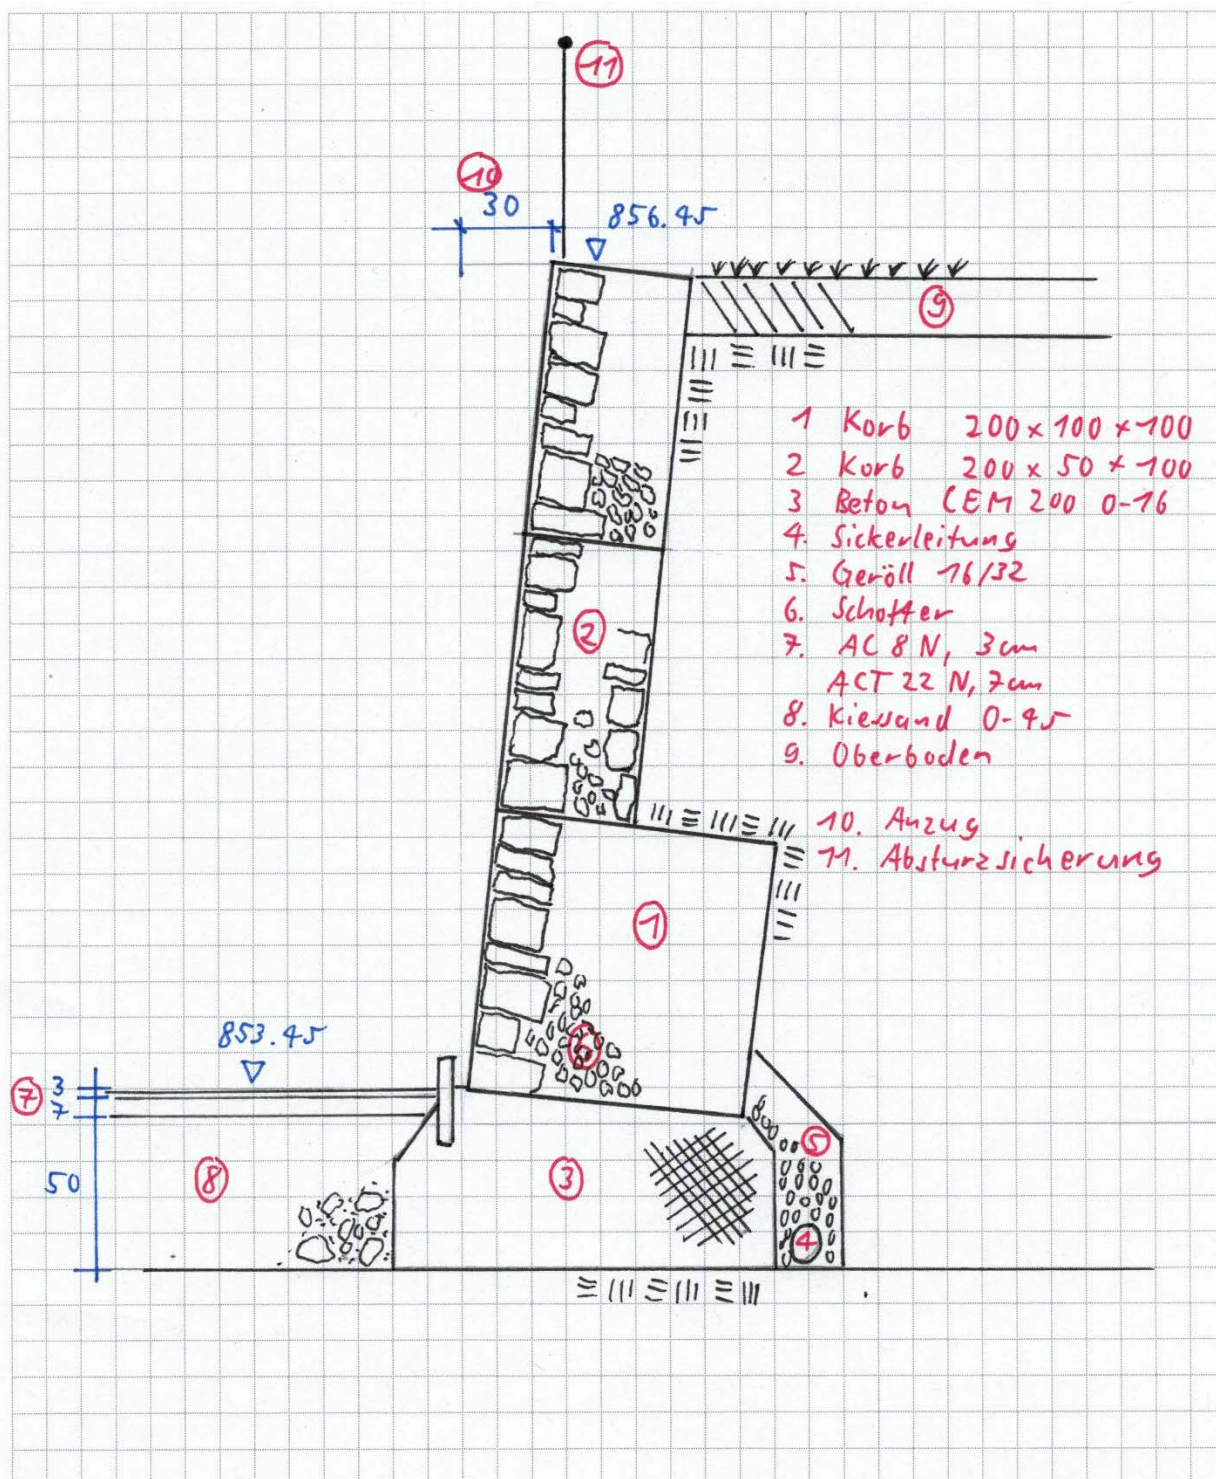 11
10
30
856.45
9
1 Korb 200 x 100 x 100
2 Korb 200 x 50 x 100
3 Beton CEM 200 0-16
4. Sickerleitung
5. Geröll 16/32
6. Schotter
7. AC 8 N, 3cm
ACT 22 N, 7cm
8. Kiessand 0-45
9. Oberboden
10. Anzug
11. Absturzsicherung
2
1
6
853.45
7
3
7
5
50
8
3
4